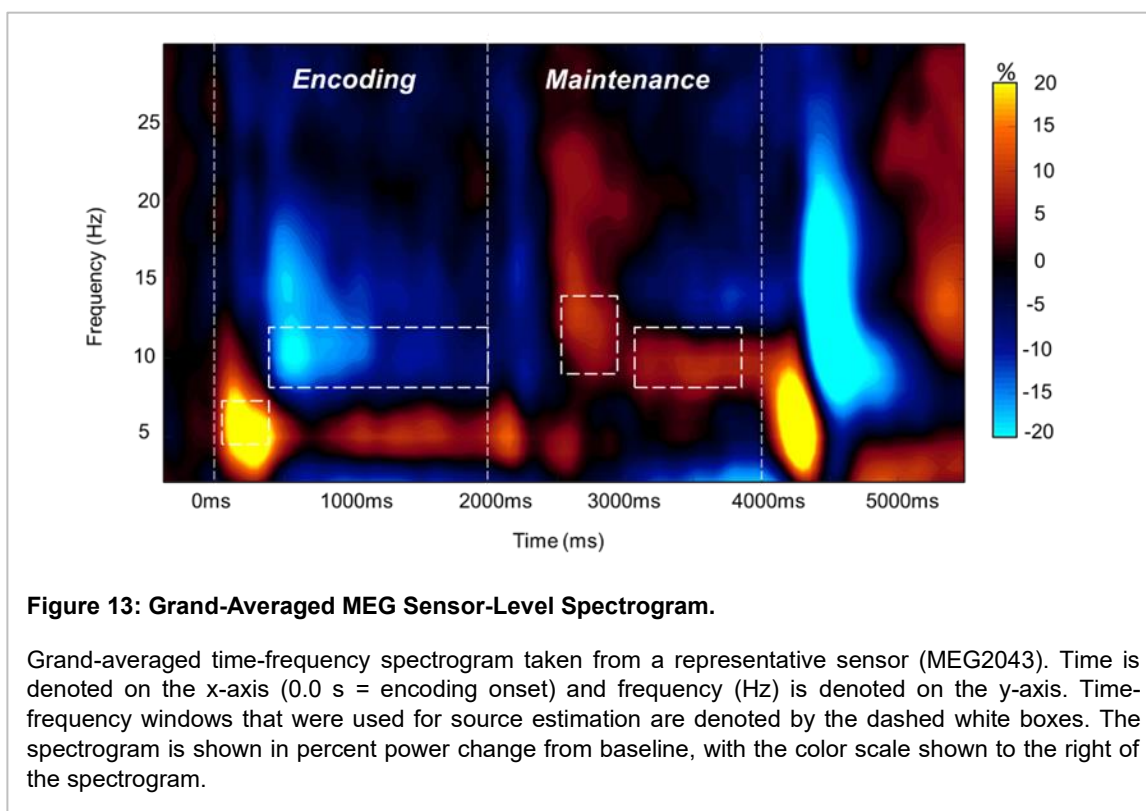 Encoding
Maintenance
%
20
15
10
5
0
-5
-10
-15
-20
25
20
15
10
5
Frequency (Hz)
0ms
1000ms
2000ms
3000ms
4000ms
5000ms
Time (ms)
Figure 13: Grand-Averaged MEG Sensor-Level Spectrogram.
Grand-averaged time-frequency spectrogram taken from a representative sensor (MEG2043). Time is
denoted on the x-axis (0.0 s = encoding onset) and frequency (Hz) is denoted on the y-axis. Time-
frequency windows that were used for source estimation are denoted by the dashed white boxes. The
spectrogram is shown in percent power change from baseline, with the color scale shown to the right of
the spectrogram.